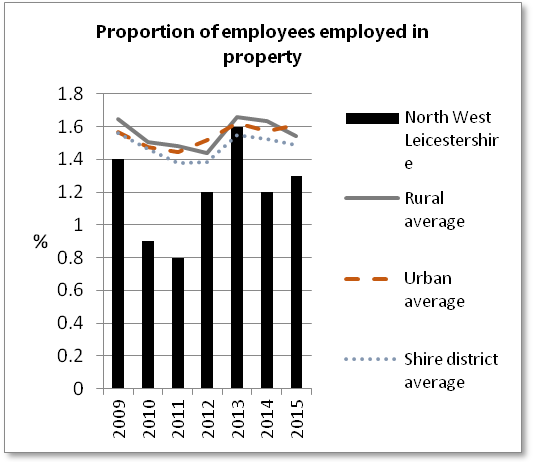 Proportion of employees employed in
property
1.8
1.6
1.4
1.2
1
0.8
0.6
0.4
0.2
0
%
2009
2010
2011
2012
2013
2014
2015
North West
Leicestershir
e
Rural
average
Urban
average
Shire district
average